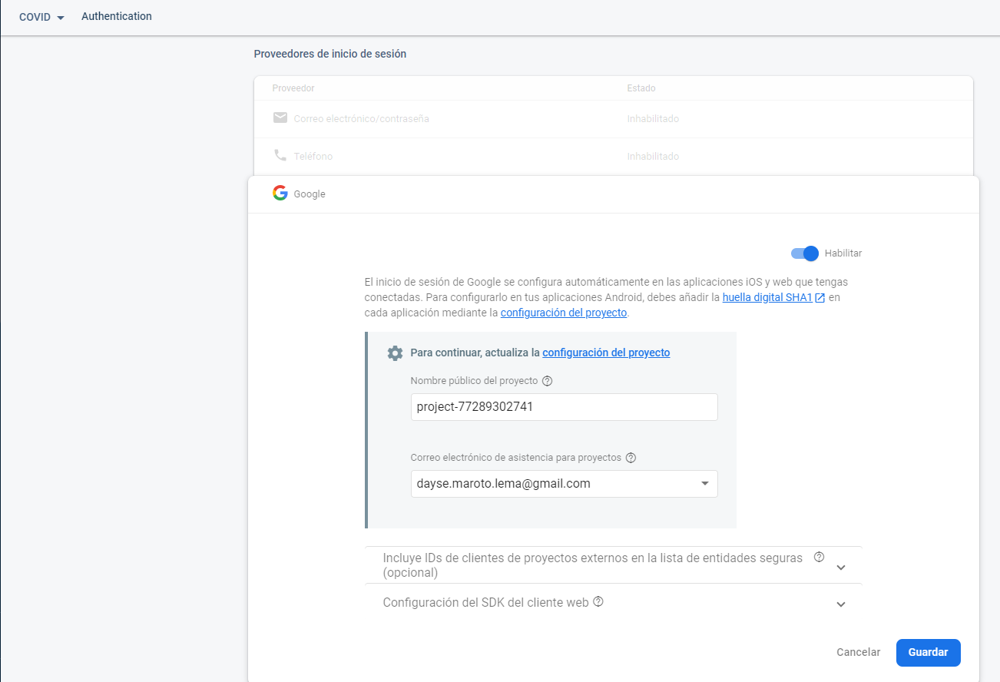 COVID Authentication
Proveedores de inicio de sesión
Proveedor Estado
Correo electrónico/contraseña Inhabilitado
Teléfono Inhabilitado
Google
Habilitar
El inicio de sesión de Google se configura automáticamente en las aplicaciones iOS y web que tengas
conectadas. Para configurarlo en tus aplicaciones Android, debes añadir la huella digital SHA1 en
cada aplicación mediante la configuración del proyecto.
Para continuar, actualiza la configuración del proyecto
Nombre público del proyecto
project-77289302741
Correo electrónico de asistencia para proyectos
dayse.maroto.lema@gmail.com
Incluye IDs de clientes de proyectos externos en la lista de entidades seguras
(opcional)
Configuración del SDK del cliente web
Cancelar Guardar